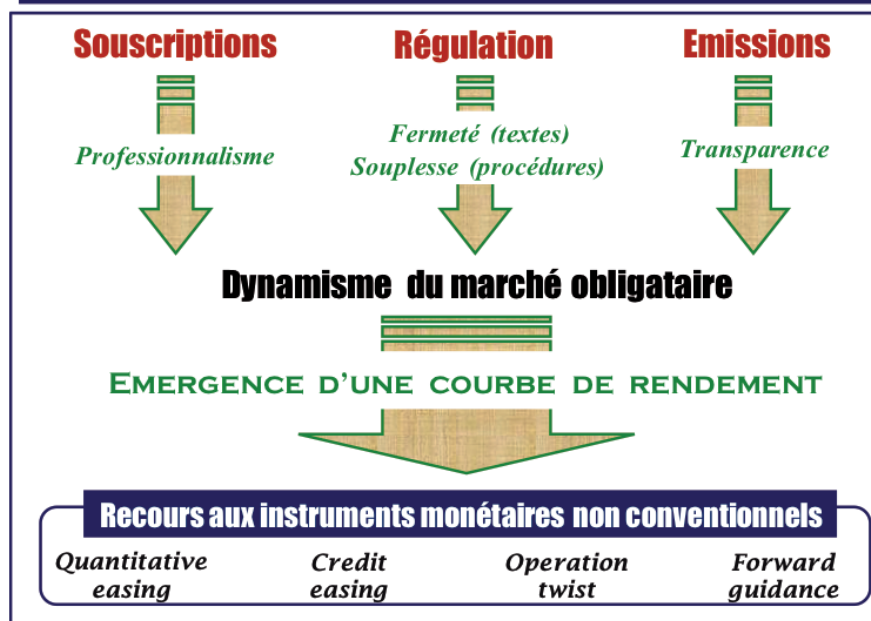 Souscriptions
Régulation
Emissions
Professionnalisme
Fermeté (textes)
Souplesse (procédures)
Transparence
Dynamisme du marché obligataire
EMERGENCE D'UNE COURBE DE RENDEMENT
Recours aux instruments monétaires non conventionnels
Quantitative
easing
Credit
easing
Operation
twist
Forward
guidance